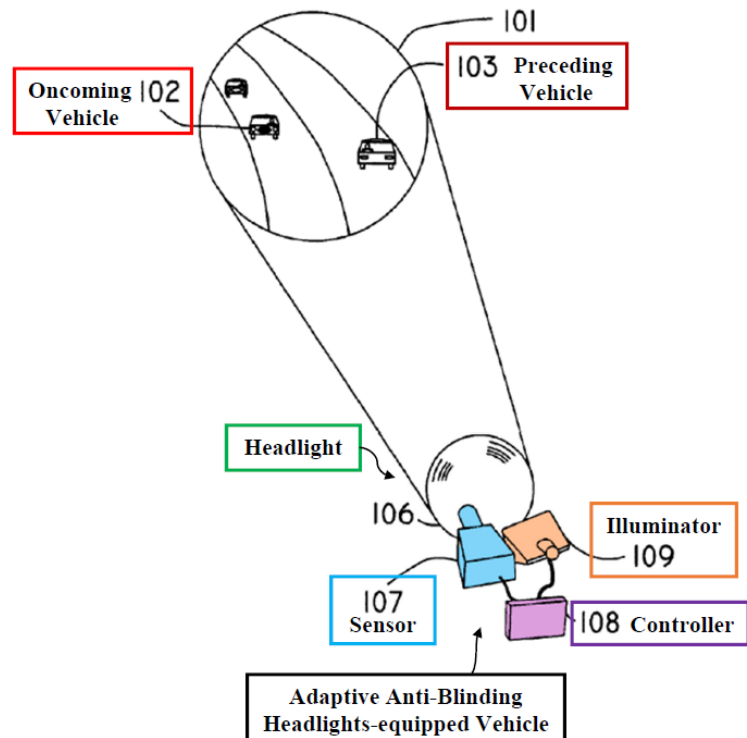 101
103 Preceding
Vehicle
Oncoming 102
Vehicle
Headlight
106
Illuminator
109
107
Sensor
108 Controller
Adaptive Anti-Blinding
Headlights-equipped Vehicle